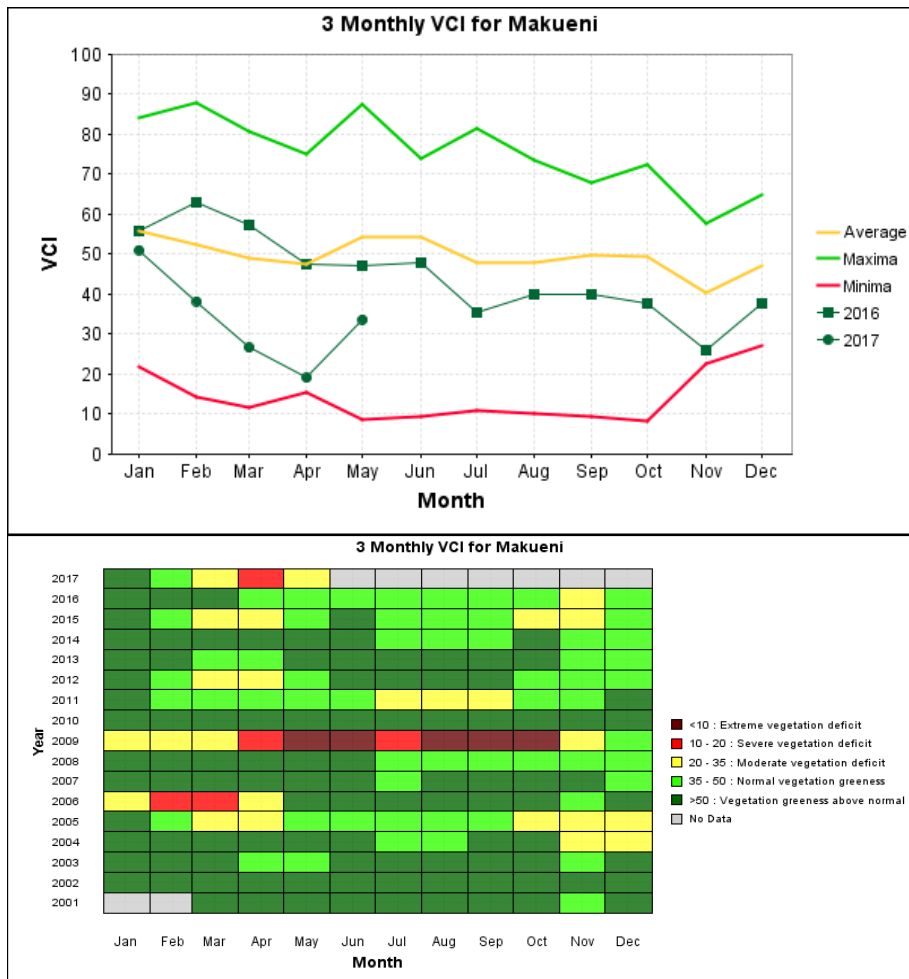 3 Monthly VCI for Makueni
100
90
80
70
60
50
40
30
20
10
0
VCI
Jan Feb Mar Apr May Jun Jul Aug Sep Oct Nov Dec
Month
Average
Maxima
Minima
2016
2017
3 Monthly VCI for Makueni
2017
2016
2015
2014
2013
2012
2011
2010
2009
2008
2007
2006
2005
2004
2003
2002
2001
Year
Jan Feb Mar Apr May Jun Jul Aug Sep Oct Nov Dec
Month
<10 : Extreme vegetation deficit
10 - 20 : Severe vegetation deficit
20 - 35 : Moderate vegetation deficit
35 - 50 : Normal vegetation greeness
>50 : Vegetation greeness above normal
No Data